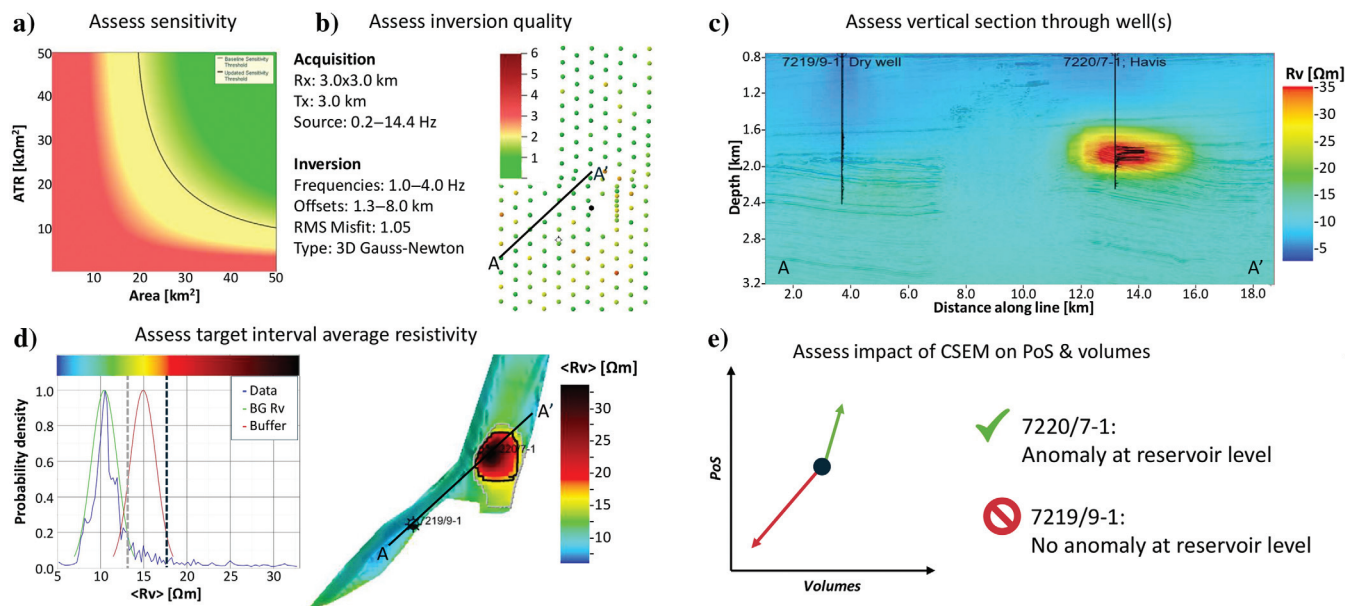 a) Assess sensitivity
50
40
30
20
10
ATR [kΩm²]
10 20 30 40 50
Area [km²]
Baseline Sensitivity
Threshold
Updated Sensitivity
Threshold
b) Assess inversion quality
Acquisition
Rx: 3.0x3.0 km
Tx: 3.0 km
Source: 0.2–14.4 Hz
Inversion
Frequencies: 1.0–4.0 Hz
Offsets: 1.3–8.0 km
RMS Misfit: 1.05
Type: 3D Gauss-Newton
6
5
4
3
2
1
A'
A
c) Assess vertical section through well(s)
7219/9-1; Dry well
7220/7-1; Havis
Rv [Ωm]
35
30
25
20
15
10
5
0.8
1.2
1.6
2.0
2.4
2.8
3.2
Depth [km]
A A'
2.0 4.0 6.0 8.0 10.0 12.0 14.0 16.0 18.0
Distance along line [km]
d) Assess target interval average resistivity
1.0
0.8
0.6
0.4
0.2
0.0
Probability density
Data
BG Rv
Buffer
5 10 15 20 25 30
<Rv> [Ωm]
<Rv> [Ωm]
30
25
20
15
10
5
A'
7220/7-1
7219/9-1
A
e) Assess impact of CSEM on PoS & volumes
PoS
Volumes
7220/7-1:
Anomaly at reservoir level
7219/9-1:
No anomaly at reservoir level